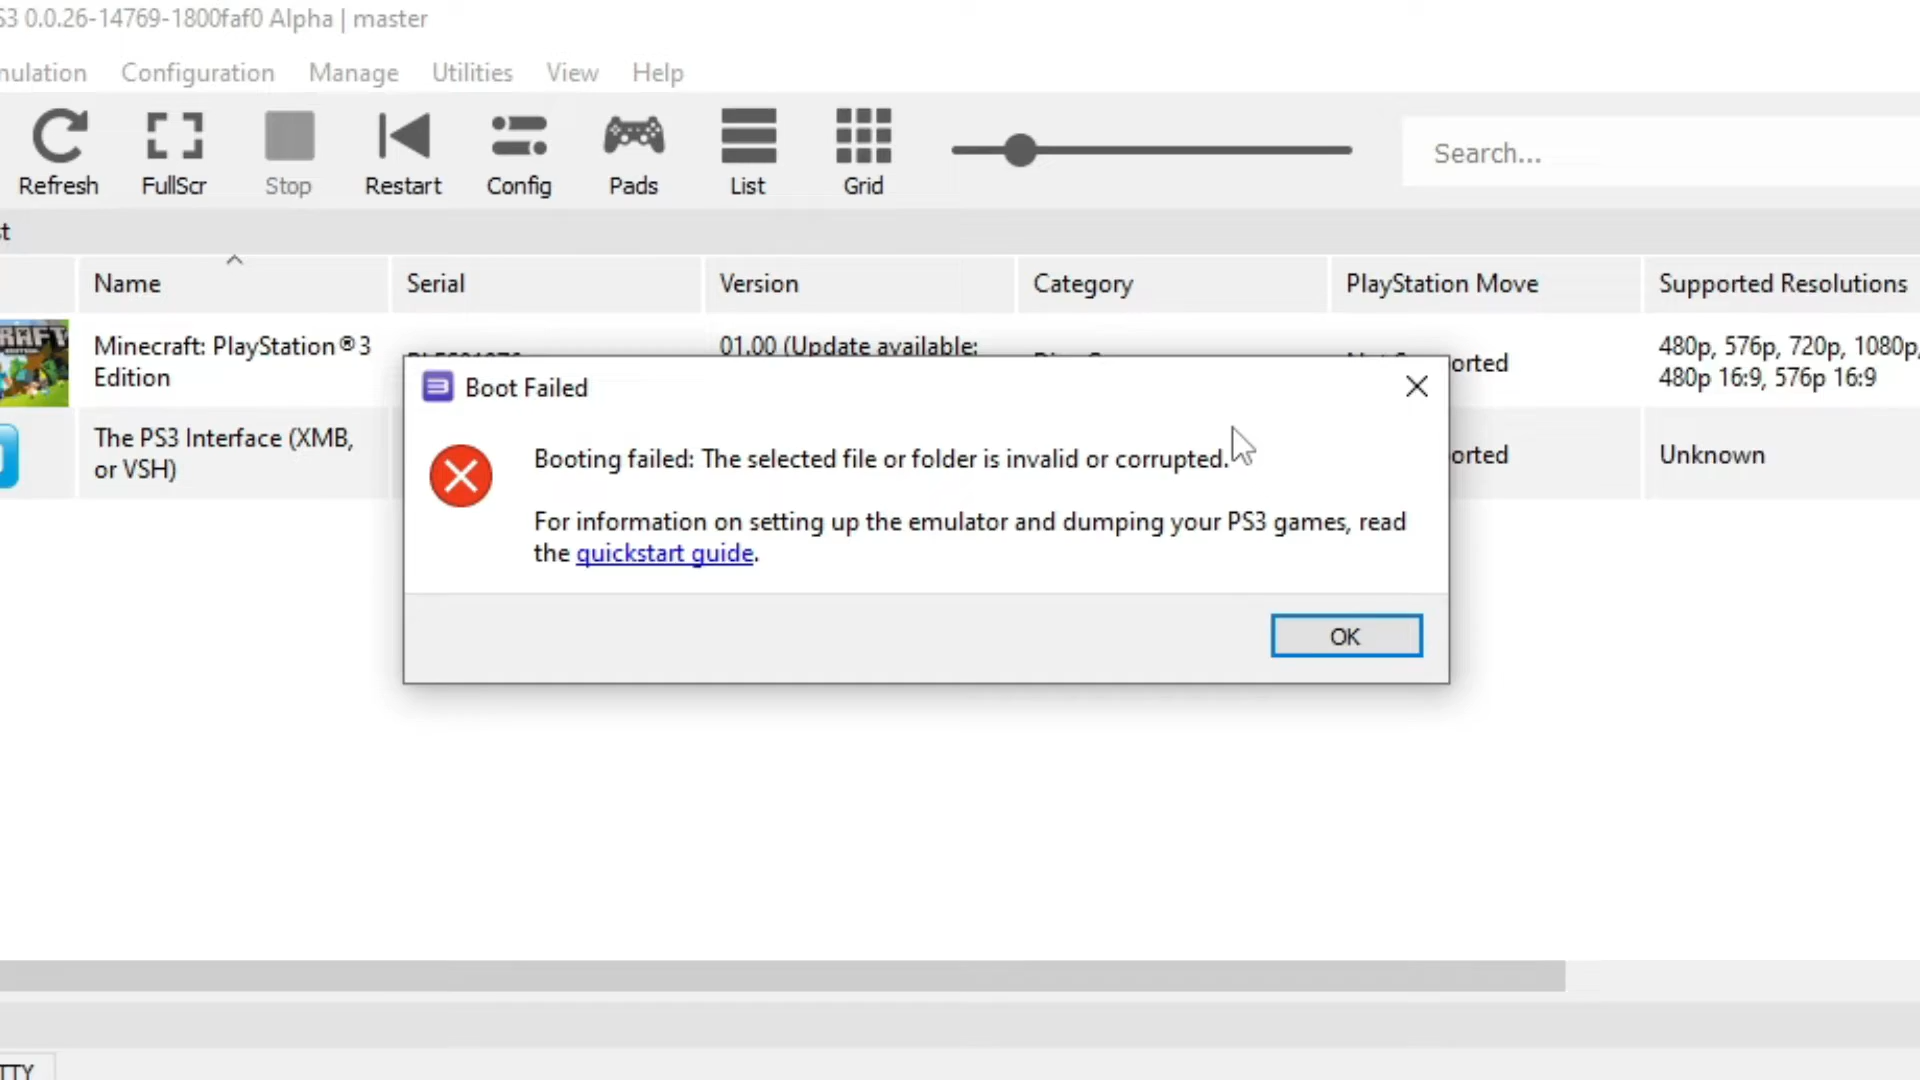 S3 0.0.26-14769-1800faf0 Alpha | master
mulation Configuration Manage Utilities View Help
Refresh FullScr Stop Restart Config Pads List Grid
Search...
st
Name Serial Version Category PlayStation Move Supported Resolutions
Minecraft: PlayStation®3
Edition
01.00 (Update available:
orted
480p, 576p, 720p, 1080p,
480p 16:9, 576p 16:9
The PS3 Interface (XMB,
or VSH)
orted
Unknown
Boot Failed
Booting failed: The selected file or folder is invalid or corrupted.
For information on setting up the emulator and dumping your PS3 games, read
the quickstart guide.
OK
TTY